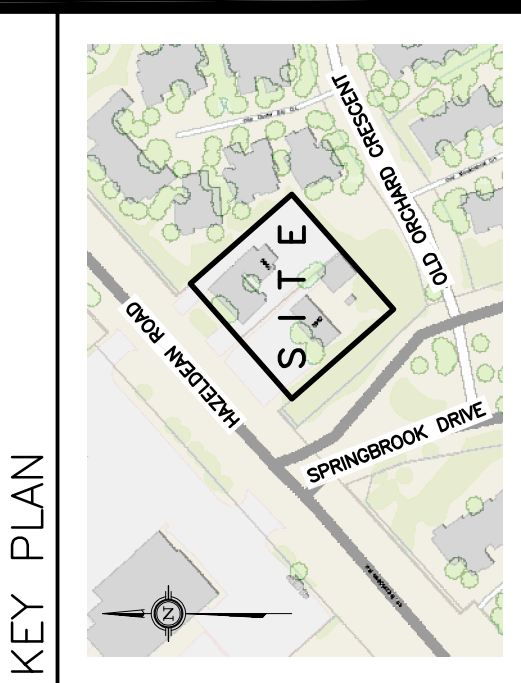 KEY PLAN
SITE
OLD ORCHARD CRESCENT
HAZELDEAN ROAD
SPRINGBROOK DRIVE
N